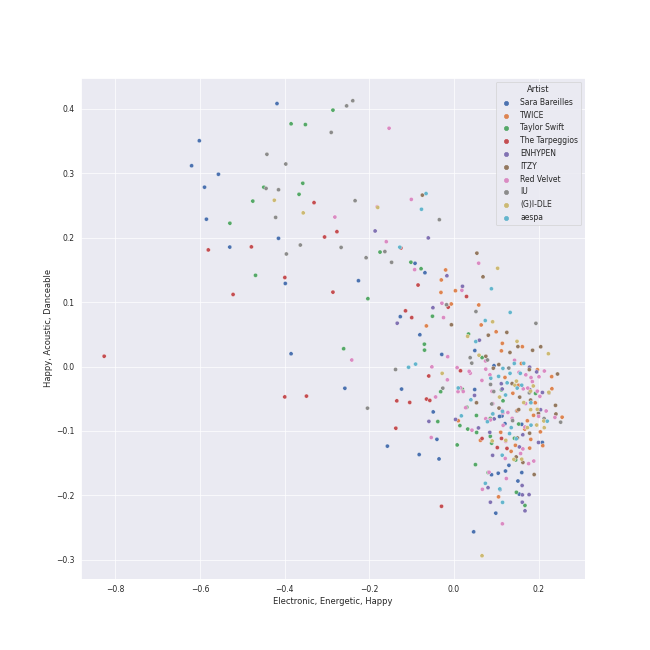 Artist
Sara Bareilles
TWICE
Taylor Swift
The Tarpeggios
ENHYPEN
ITZY
Red Velvet
IU
(G)I-DLE
aespa
Happy, Acoustic, Danceable
0.4
0.3
0.2
0.1
0.0
−0.1
−0.2
−0.3
−0.8 −0.6 −0.4 −0.2 0.0 0.2
Electronic, Energetic, Happy